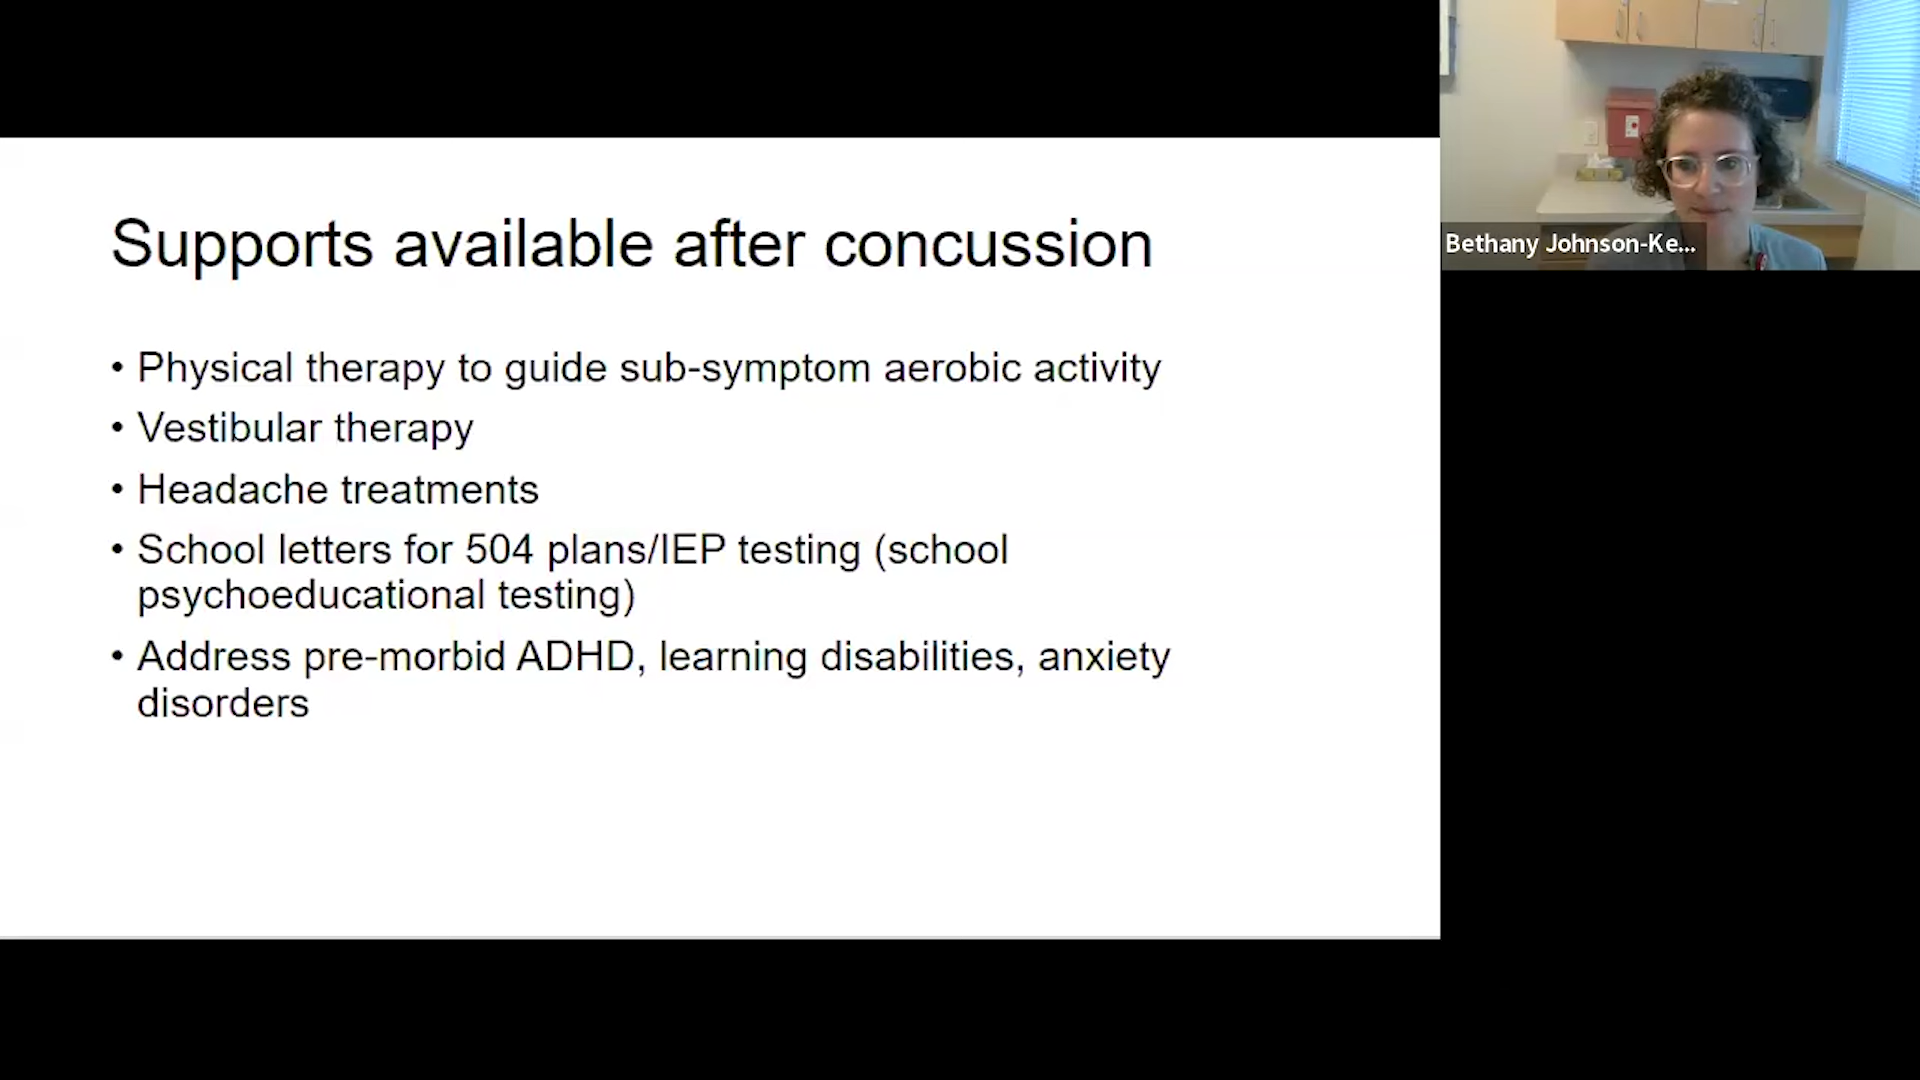 Supports available after concussion
• Physical therapy to guide sub-symptom aerobic activity
• Vestibular therapy
• Headache treatments
• School letters for 504 plans/IEP testing (school
psychoeducational testing)
• Address pre-morbid ADHD, learning disabilities, anxiety
disorders
Bethany Johnson-Ke...